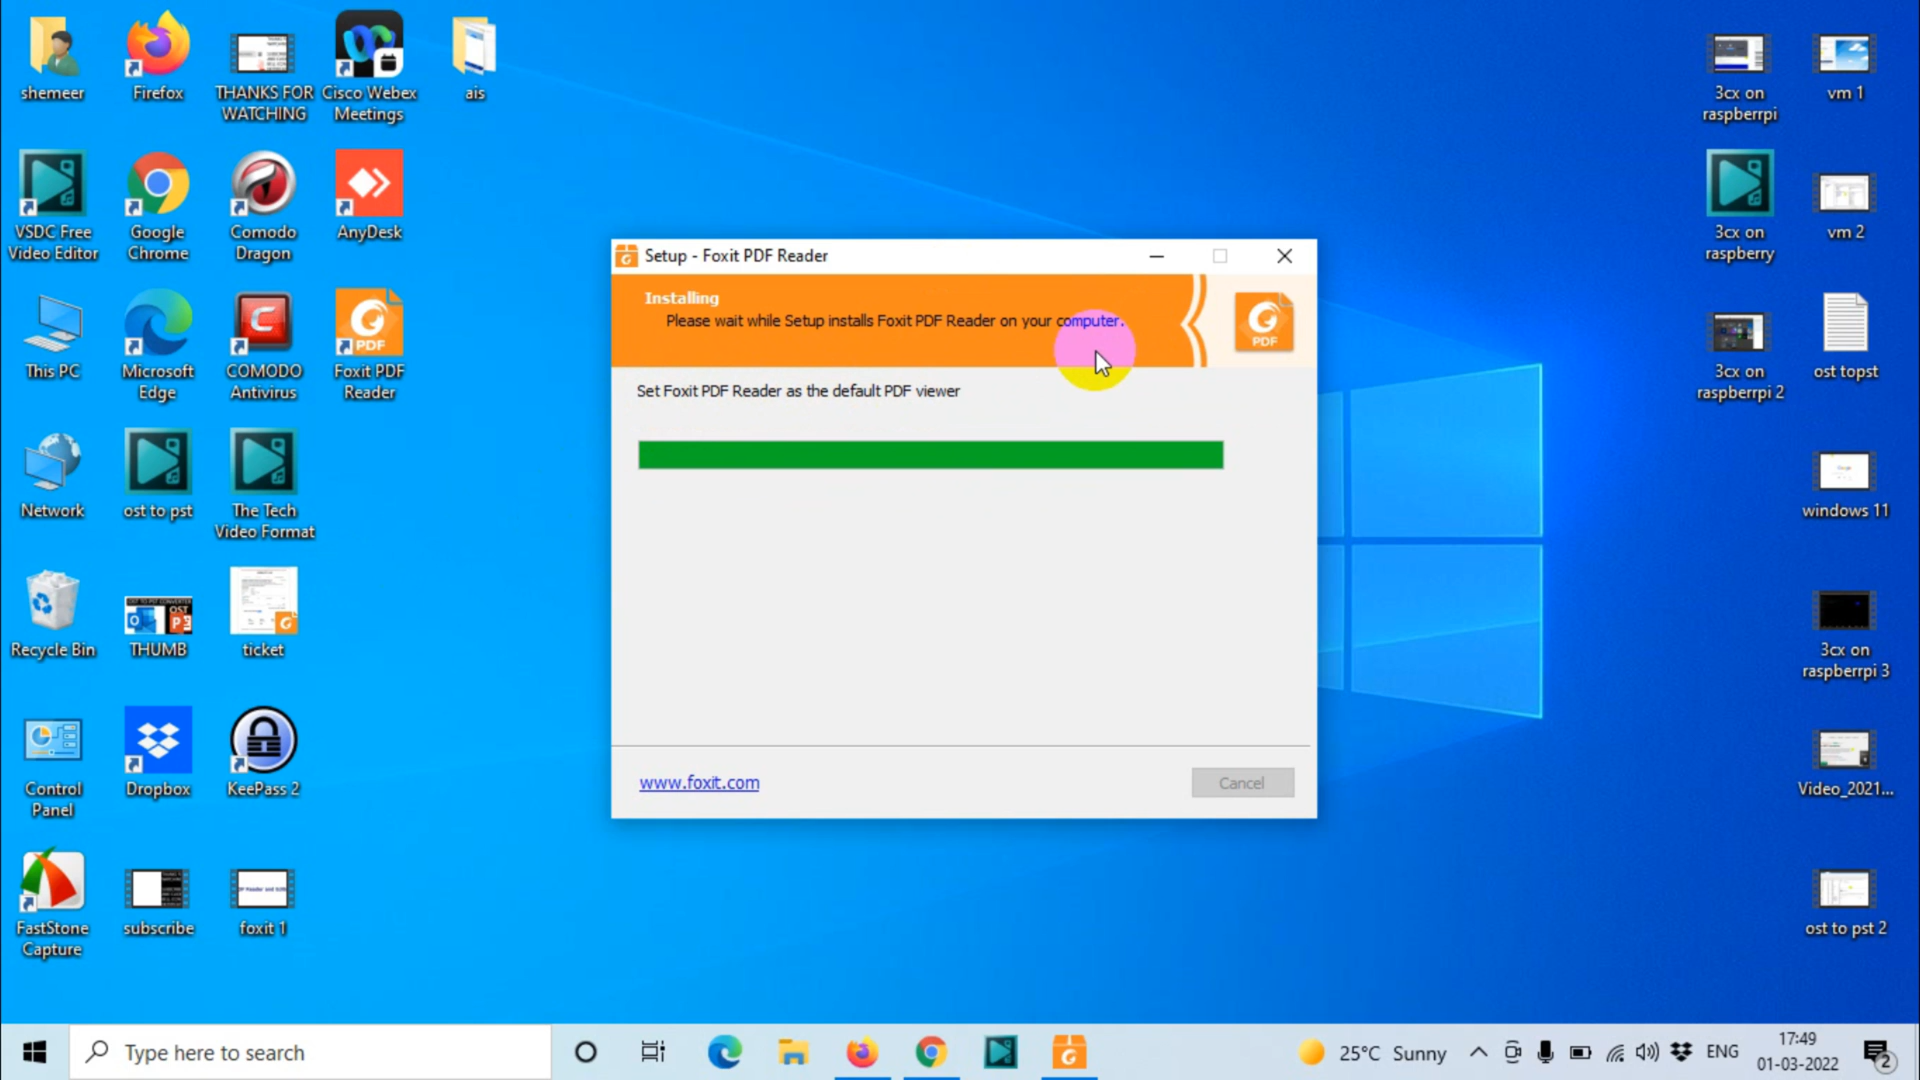 shemeer
Firefox
THANKS FOR
WATCHING
Cisco Webex
Meetings
ais
3cx on
raspberrpi
vm 1
VSDC Free
Video Editor
Google
Chrome
Comodo
Dragon
AnyDesk
3cx on
raspberry
vm 2
This PC
Microsoft
Edge
COMODO
Antivirus
PDF
Foxit PDF
Reader
3cx on
raspberrpi 2
ost topst
Setup - Foxit PDF Reader
Installing
Please wait while Setup installs Foxit PDF Reader on your computer.
PDF
Set Foxit PDF Reader as the default PDF viewer
www.foxit.com
Cancel
Network
ost to pst
The Tech
Video Format
windows 11
Recycle Bin
THUMB
ticket
3cx on
raspberrpi 3
Control
Panel
Dropbox
KeePass 2
Video_2021...
FastStone
Capture
subscribe
foxit 1
ost to pst 2
Type here to search
25°C Sunny
ENG
17:49
01-03-2022
2